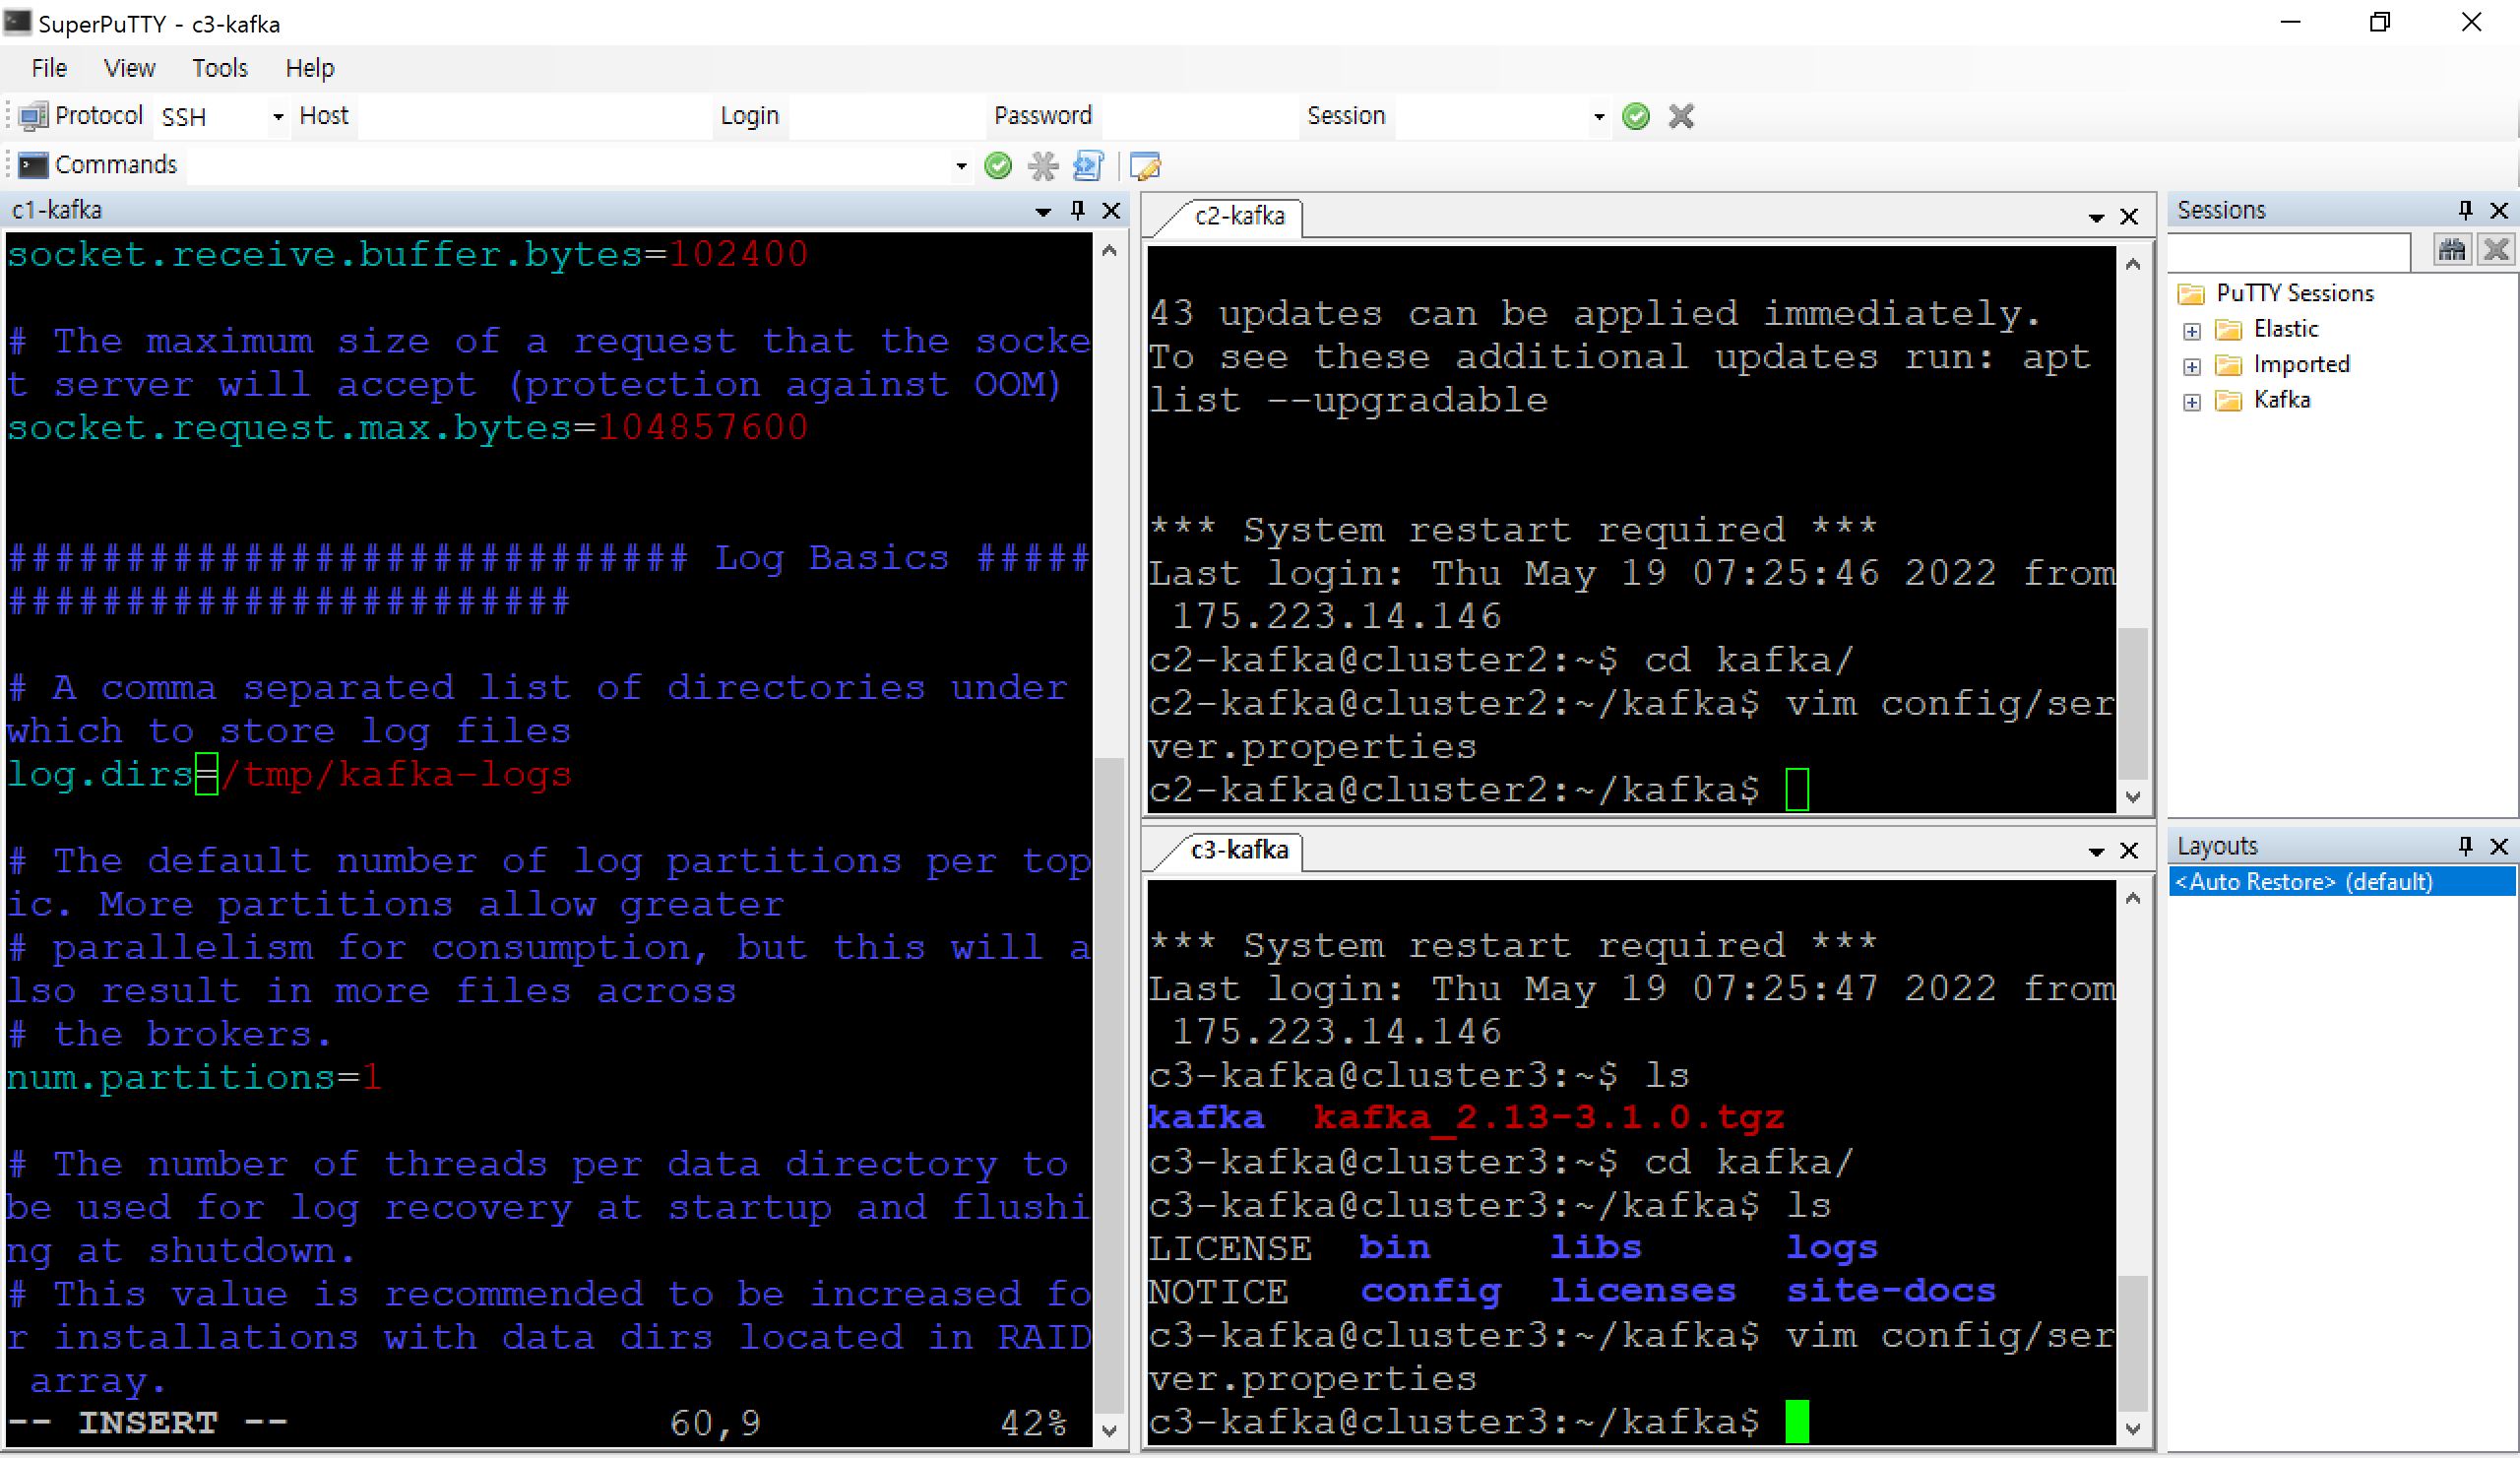 SuperPuTTY - c3-kafka
File View Tools Help
Protocol SSH Host Login Password Session
Commands
c1-kafka
socket.receive.buffer.bytes=102400
# The maximum size of a request that the socke
t server will accept (protection against OOM)
socket.request.max.bytes=104857600
############################# Log Basics #####
########################
# A comma separated list of directories under
which to store log files
log.dirs=/tmp/kafka-logs
# The default number of log partitions per top
ic. More partitions allow greater
# parallelism for consumption, but this will a
lso result in more files across
# the brokers.
num.partitions=1
# The number of threads per data directory to
be used for log recovery at startup and flushi
ng at shutdown.
# This value is recommended to be increased fo
r installations with data dirs located in RAID
array.
-- INSERT -- 60,9 42%
c2-kafka
43 updates can be applied immediately.
To see these additional updates run: apt
list --upgradable
*** System restart required ***
Last login: Thu May 19 07:25:46 2022 from
175.223.14.146
c2-kafka@cluster2:~$ cd kafka/
c2-kafka@cluster2:~/kafka$ vim config/ser
ver.properties
c2-kafka@cluster2:~/kafka$
c3-kafka
*** System restart required ***
Last login: Thu May 19 07:25:47 2022 from
175.223.14.146
c3-kafka@cluster3:~$ ls
kafka kafka_2.13-3.1.0.tgz
c3-kafka@cluster3:~$ cd kafka/
c3-kafka@cluster3:~/kafka$ ls
LICENSE bin libs logs
NOTICE config licenses site-docs
c3-kafka@cluster3:~/kafka$ vim config/ser
ver.properties
c3-kafka@cluster3:~/kafka$
Sessions
PuTTY Sessions
Elastic
Imported
Kafka
Layouts
<Auto Restore> (default)